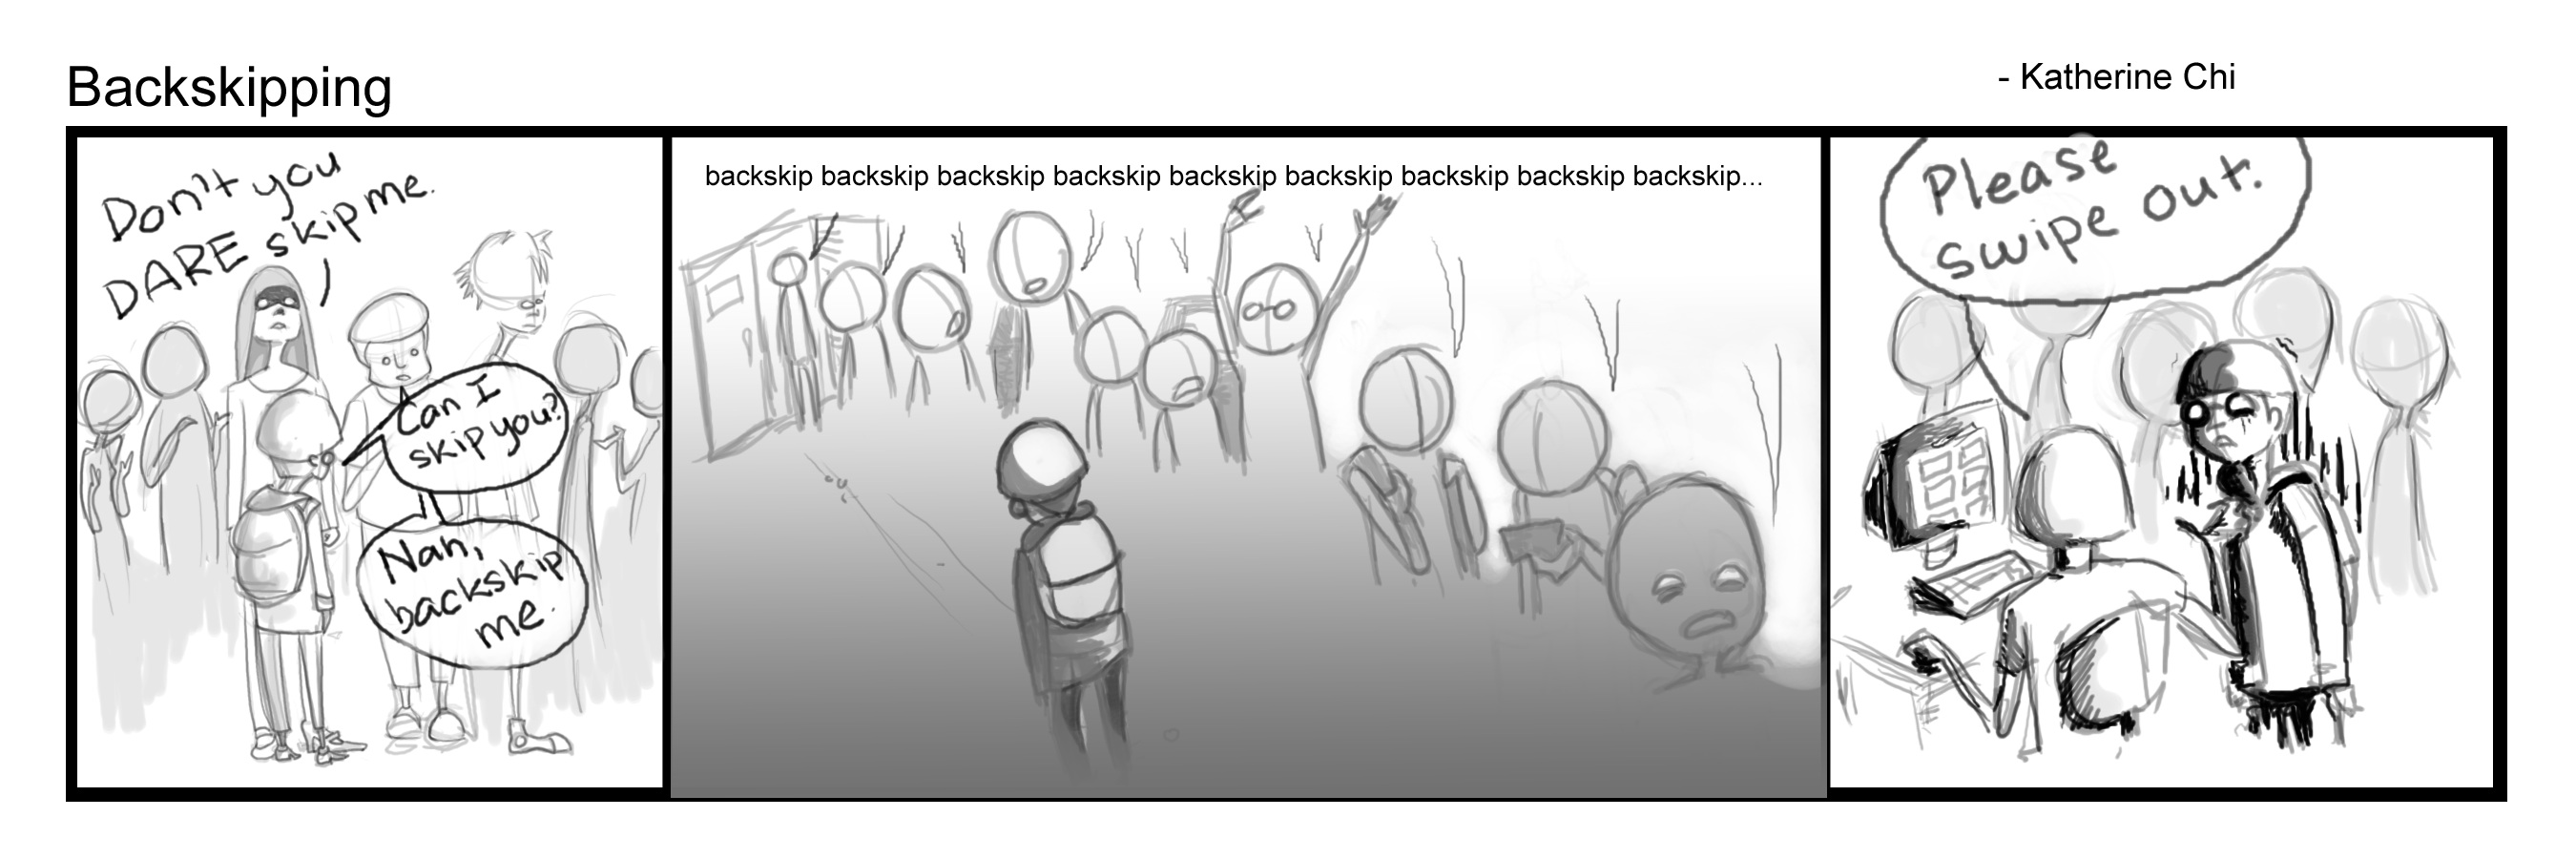 Backskipping
- Katherine Chi
Don't you
DARE skip me.
Can I
skip you?
Nah,
backskip
me.
backskip backskip backskip backskip backskip backskip backskip backskip backskip...
Please
swipe out.